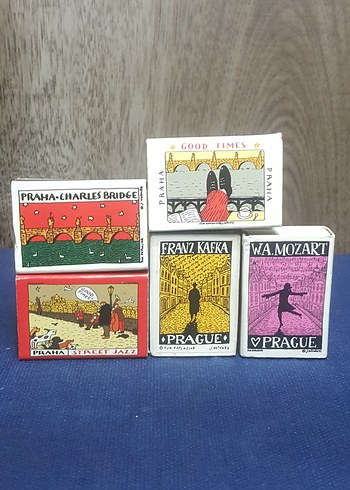 GOOD TIMES
PRAHA
PRAHA
PRAHA·CHARLES BRIDGE
PRAHA STREET JAZZ
FRANZ KAFKA
PRAGUE
W.A.MOZART
PRAGUE